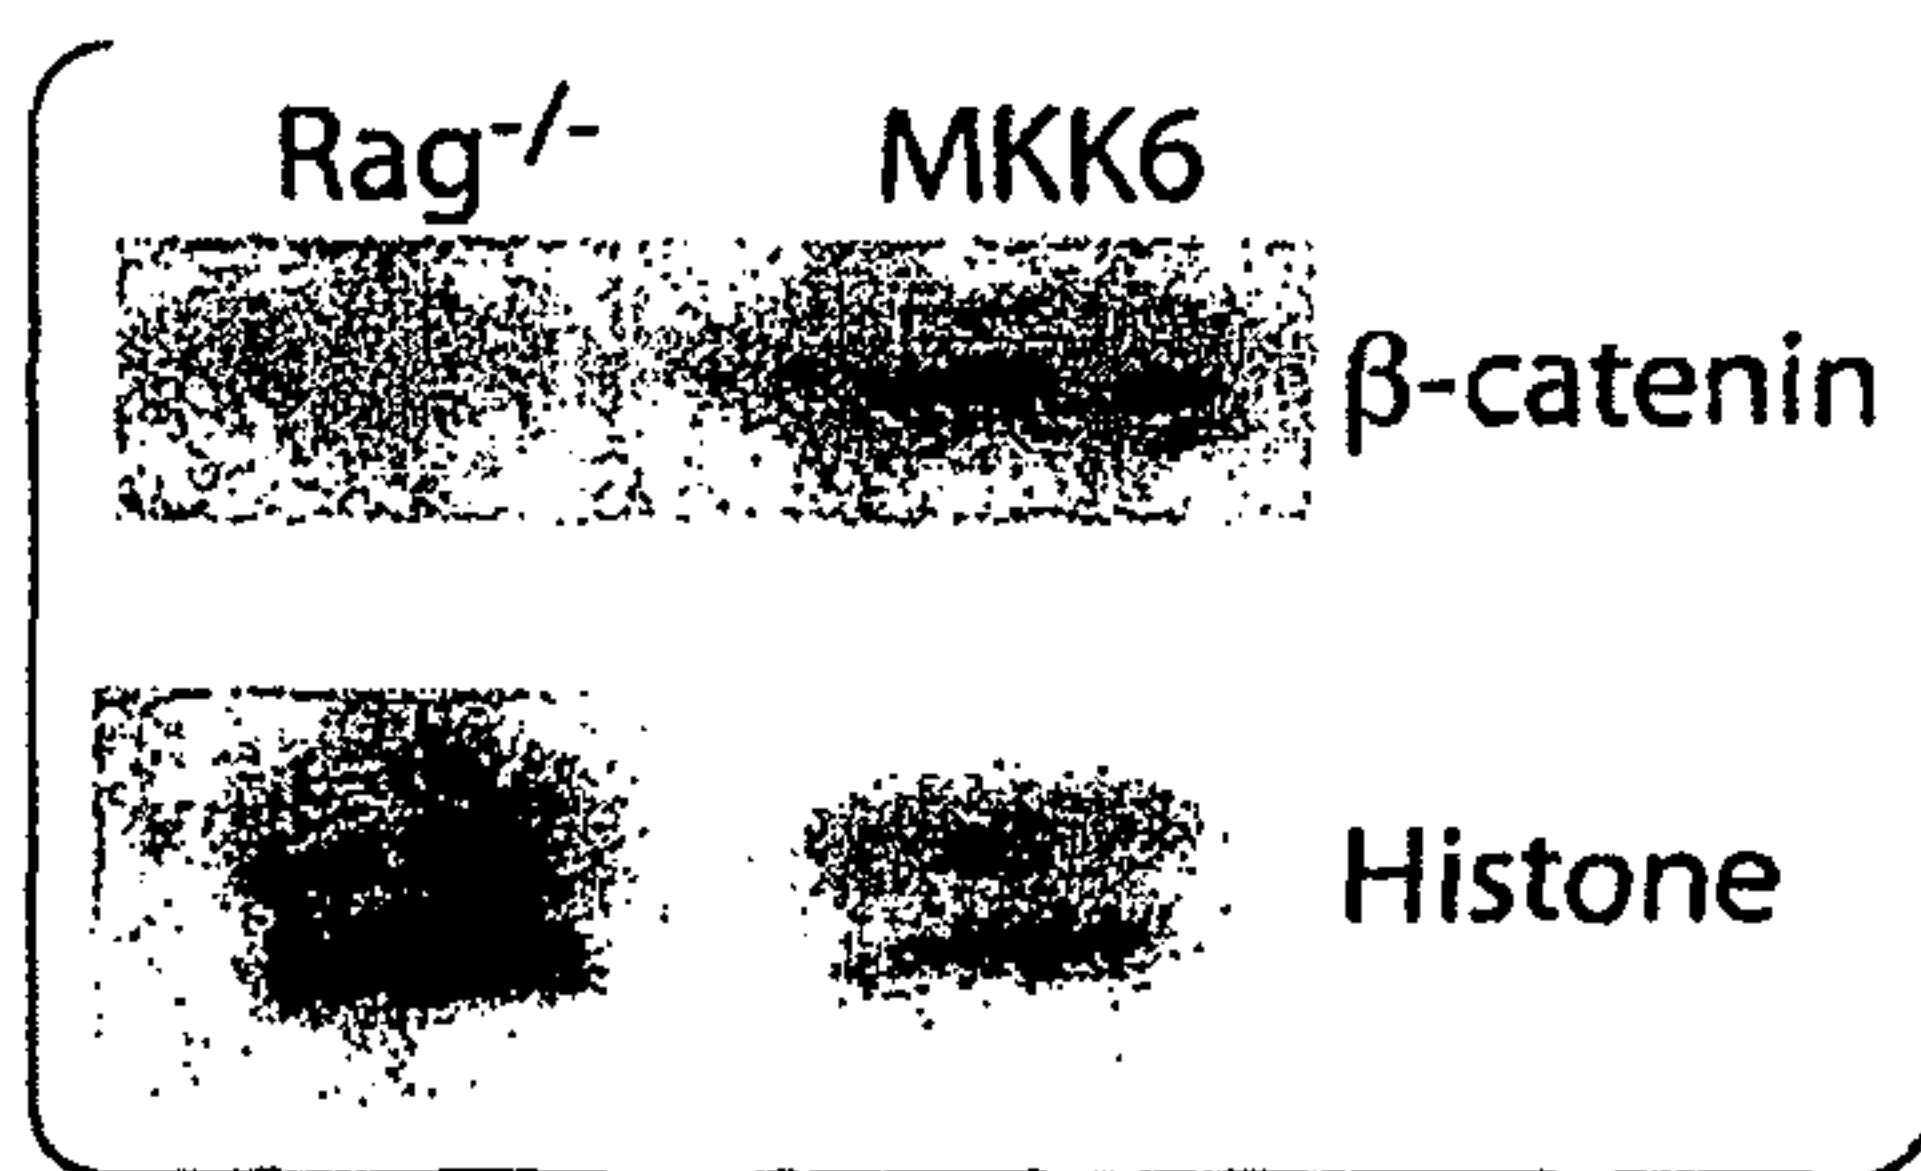 Rag-/- MKK6
β-catenin
Histone